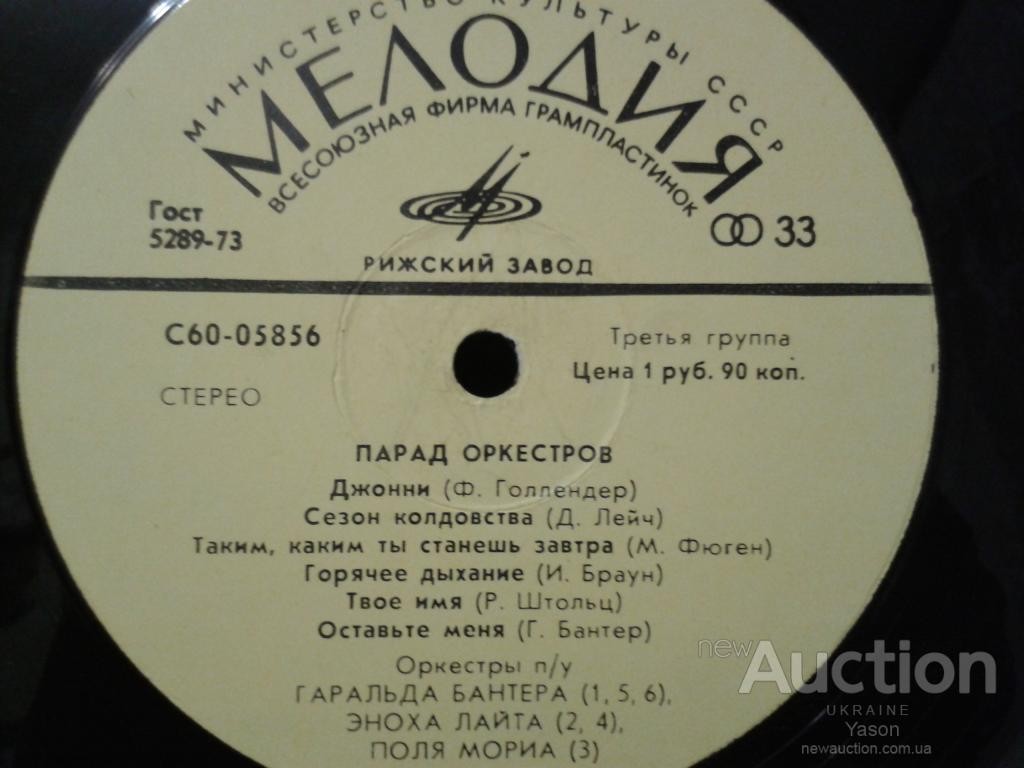 МИНИСТЕРСТВО КУЛЬТУРЫ СССР
МЕЛОДИЯ
ВСЕСОЮЗНАЯ ФИРМА ГРАМПЛАСТИНОК
Гост
5289-73
33
РИЖСКИЙ ЗАВОД
С60-05856
Третья группа
Цена 1 руб. 90 коп.
СТЕРЕО
ПАРАД ОРКЕСТРОВ
Джонни (Ф. Голлендер)
Сезон колдовства (Д. Лейч)
Таким, каким ты станешь завтра (М. Фюген)
Горячее дыхание (И. Браун)
Твое имя (Р. Штольц)
Оставьте меня (Г. Бантер)
Оркестры п/у
ГАРАЛЬДА БАНТЕРА (1, 5, 6),
ЭНОХА ЛАЙТА (2, 4),
ПОЛЯ МОРИА (3)
newAuction
UKRAINE
Yason
newauction.com.ua